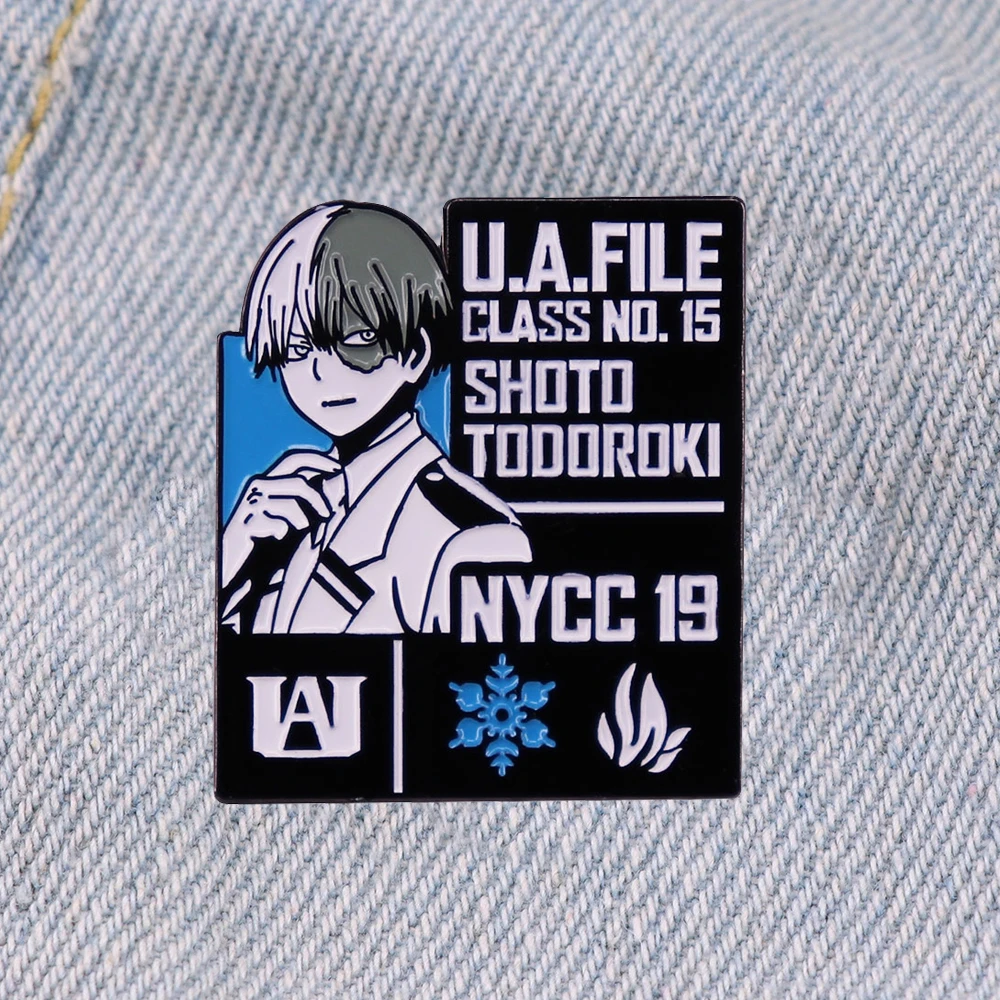 U.A.FILE
CLASS NO. 15
SHOTO
TODOROKI
NYCC 19
UA